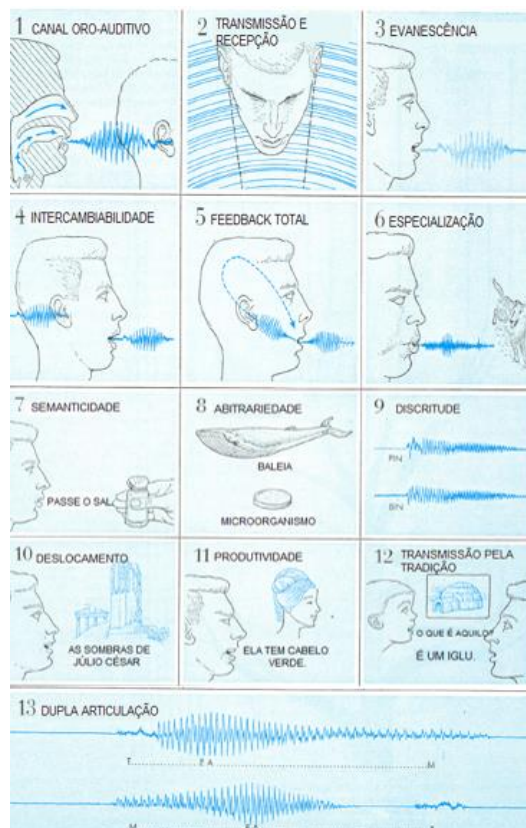 1 CANAL ORO-AUDITIVO
2 TRANSMISSÃO E
RECEPÇÃO
3 EVANESCÊNCIA
4 INTERCAMBIABILIDADE
5 FEEDBACK TOTAL
6 ESPECIALIZAÇÃO
7 SEMANTICIDADE
PASSE O SAL
8 ABITRARIEDADE
BALEIA
MICROORGANISMO
9 DISCRITUDE
PIN
BIN
10 DESLOCAMENTO
AS SOMBRAS DE
JÚLIO CÉSAR
11 PRODUTIVIDADE
ELA TEM CABELO
VERDE.
12 TRANSMISSÃO PELA
TRADIÇÃO
O QUE É AQUILO?
É UM IGLU.
13 DUPLA ARTICULAÇÃO
T E A M
M